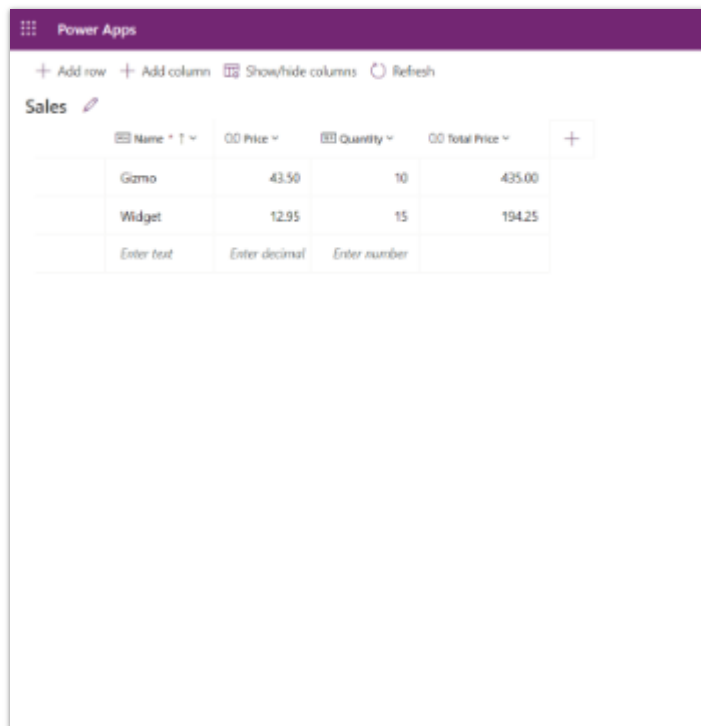 Power Apps
Add row Add column Show/hide columns Refresh
Sales
Name * ↑ Price Quantity Total Price
Gizmo 43.50 10 435.00
Widget 12.95 15 194.25
Enter text Enter decimal Enter number